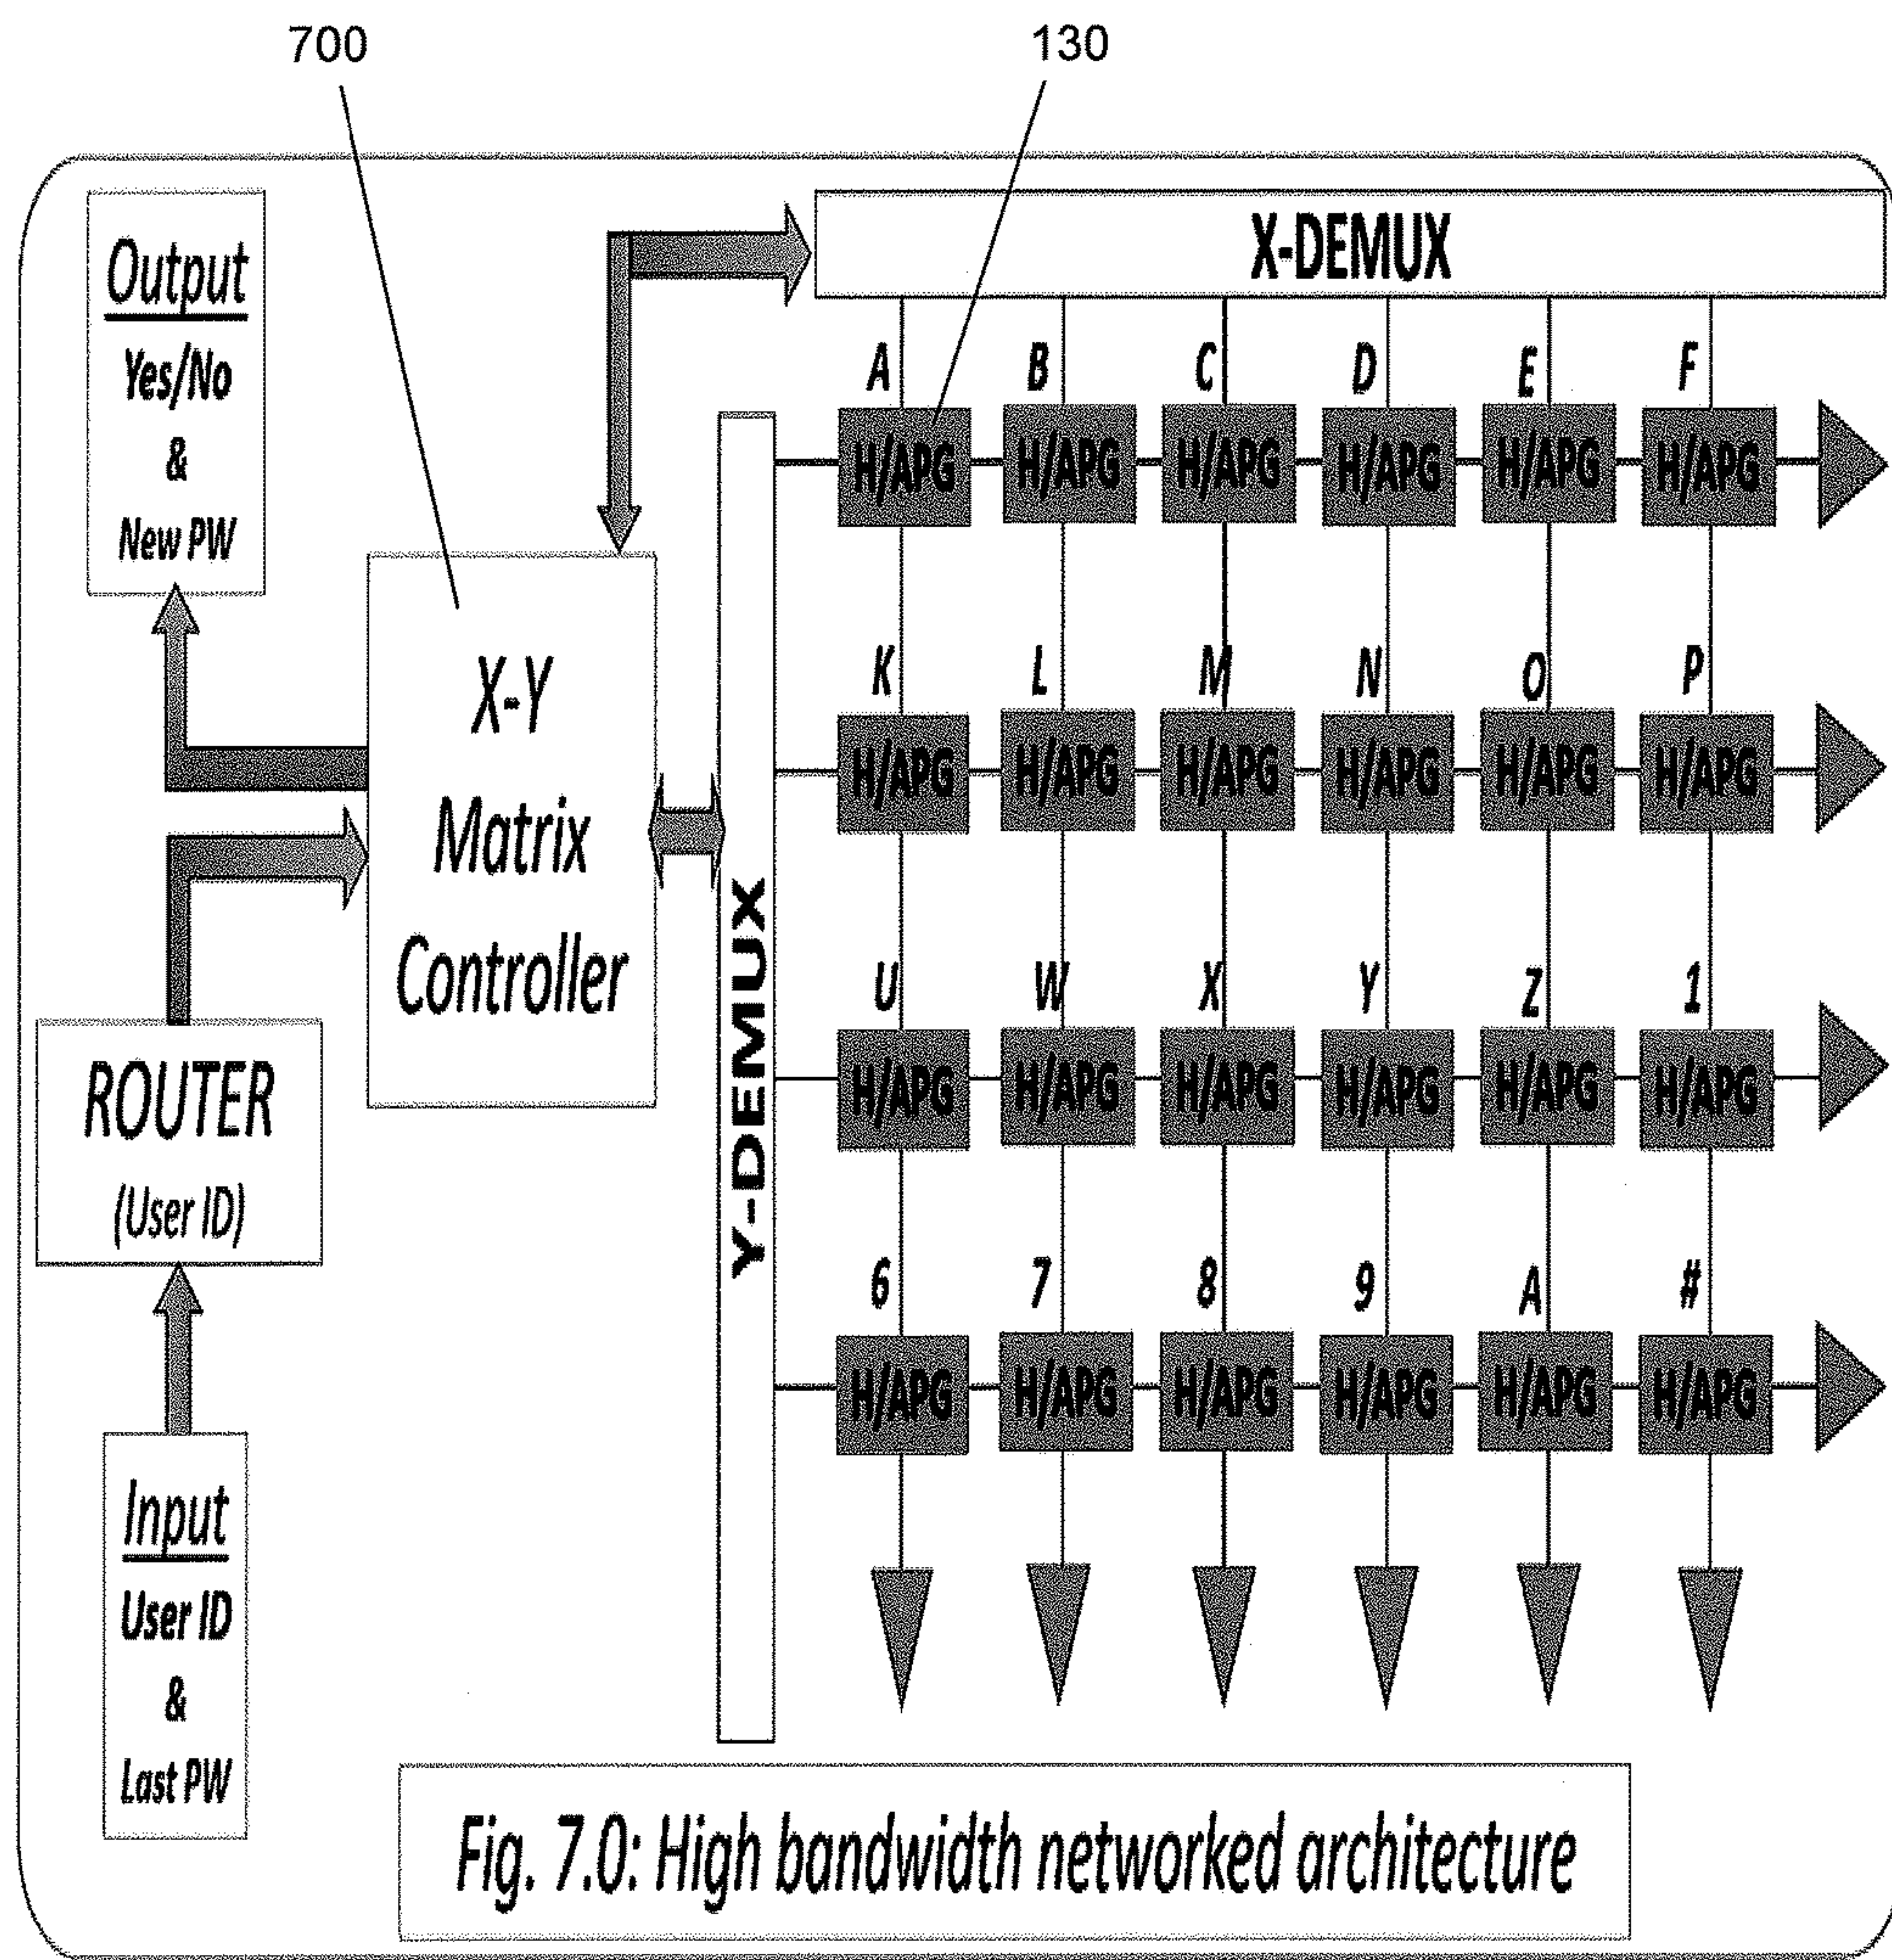 700
130
Output
Yes/No
&
New PW
X-DEMUX
A B C D E F
H/APG H/APG H/APG H/APG H/APG H/APG
X-Y
Matrix
Controller
Y-DEMUX
K L M N O P
H/APG H/APG H/APG H/APG H/APG H/APG
U W X Y Z 1
H/APG H/APG H/APG H/APG H/APG H/APG
6 7 8 9 A #
H/APG H/APG H/APG H/APG H/APG H/APG
ROUTER
(User ID)
Input
User ID
&
Last PW
Fig. 7.0: High bandwidth networked architecture